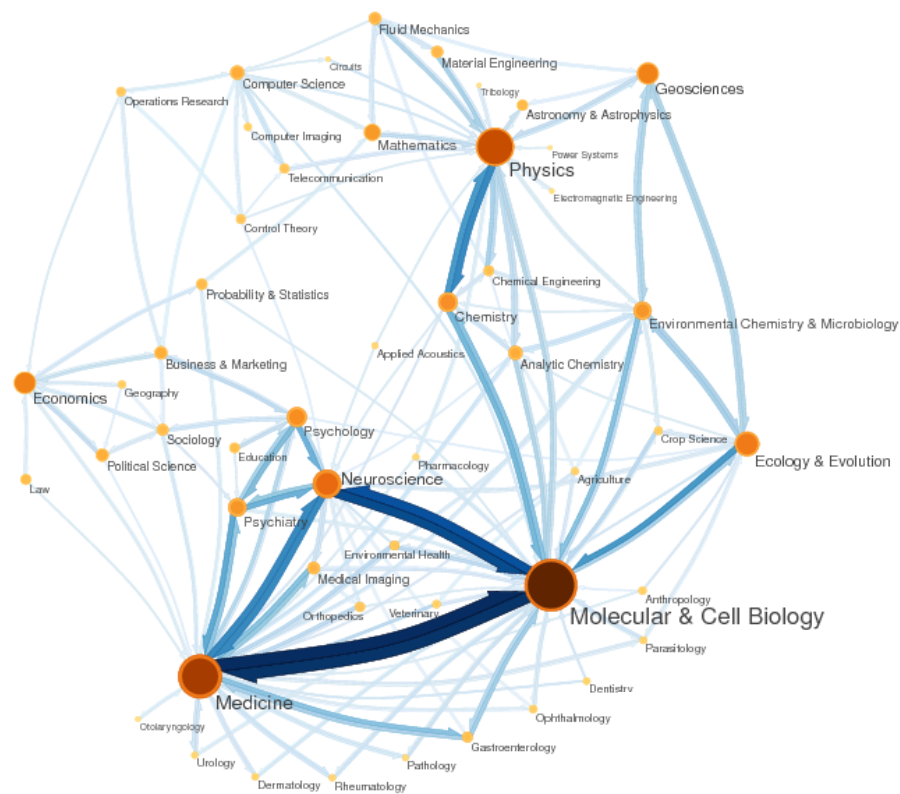 Fluid Mechanics
Material Engineering
Circuits
Computer Science
Tribology
Geosciences
Operations Research
Astronomy & Astrophysics
Computer Imaging
Mathematics
Power Systems
Physics
Telecommunication
Electromagnetic Engineering
Control Theory
Chemical Engineering
Probability & Statistics
Chemistry
Environmental Chemistry & Microbiology
Applied Acoustics
Business & Marketing
Analytic Chemistry
Geography
Economics
Psychology
Sociology
Crop Science
Education
Political Science
Ecology & Evolution
Pharmacology
Neuroscience
Agriculture
Law
Psychiatry
Environmental Health
Medical Imaging
Anthropology
Orthopedics
Veterinary
Molecular & Cell Biology
Parasitology
Dentistry
Medicine
Ophthalmology
Otolaryngology
Gastroenterology
Urology
Pathology
Dermatology
Rheumatology